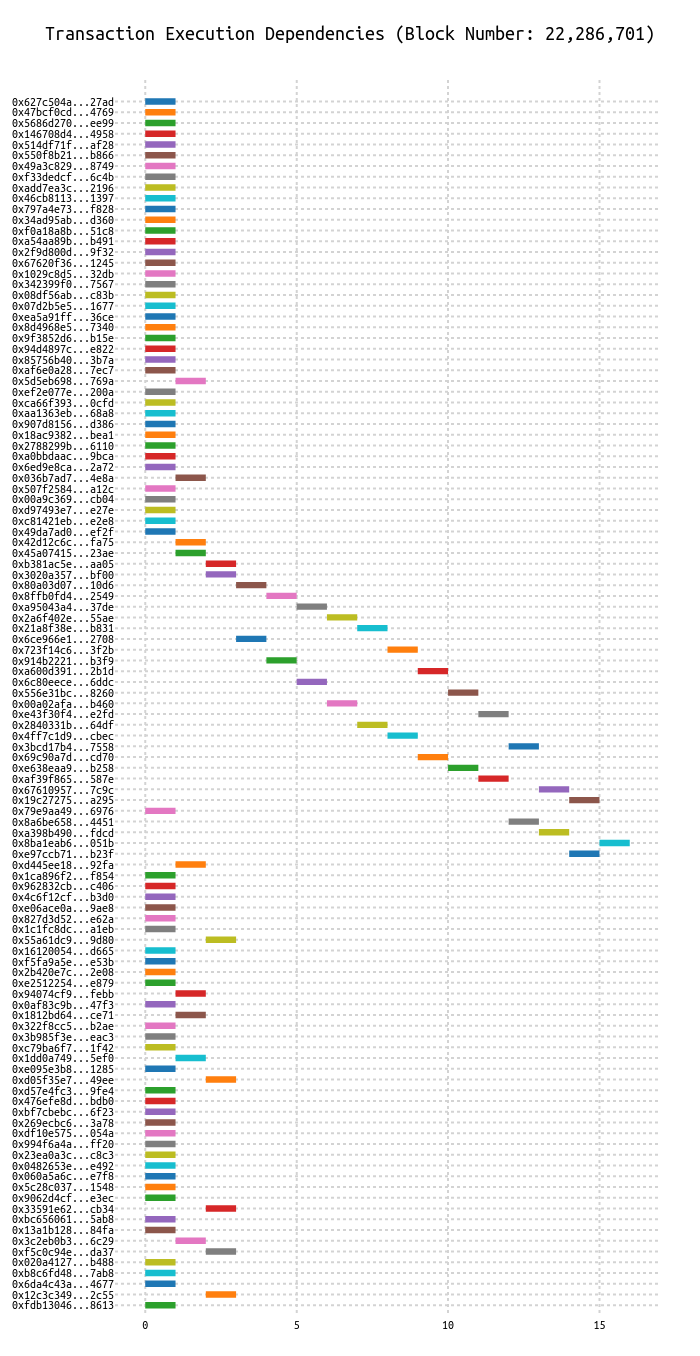 Transaction Execution Dependencies (Block Number: 22,286,701)
0x627c504a...27ad
0x47bcf0cd...4769
0x5686d270...ee99
0x146708d4...4958
0x514df71f...af28
0x550f8b21...b866
0x49a3c829...8749
0xf33dedcf...6c4b
0xadd7ea3c...2196
0x46cb8113...1397
0x797a4e73...f828
0x34ad95ab...d360
0xf0a18a8b...51c8
0xa54aa89b...b491
0x2f9d800d...9f32
0x67620f36...1245
0x1029c8d5...32db
0x342399f0...7567
0x08df56ab...c83b
0x07d2b5e5...1677
0xea5a91ff...36ce
0x8d4968e5...7340
0x9f3852d6...b15e
0x94d4897c...e822
0x85756b40...3b7a
0xaf6e0a28...7ec7
0x5d5eb698...769a
0xef2e077e...200a
0xca66f393...0cfd
0xaa1363eb...68a8
0x907d8156...d386
0x18ac9382...bea1
0x2788299b...6110
0xa0bbdaac...9bca
0x6ed9e8ca...2a72
0x036b7ad7...4e8a
0x507f2584...a12c
0x00a9c369...cb04
0xd97493e7...e27e
0xc81421eb...e2e8
0x49da7ad0...ef2f
0x42d12c6c...fa75
0x45a07415...23ae
0xb381ac5e...aa05
0x3020a357...bf00
0x80a03d07...10d6
0x8ffb0fd4...2549
0xa95043a4...37de
0x2a6f402e...55ae
0x21a8f38e...b831
0x6ce966e1...2708
0x723f14c6...3f2b
0x914b2221...b3f9
0xa600d391...2b1d
0x6c80eece...6ddc
0x556e31bc...8260
0x00a02afa...b460
0xe43f30f4...e2fd
0x2840331b...64df
0x4ff7c1d9...cbec
0x3bcd17b4...7558
0x69c90a7d...cd70
0xe638eaa9...b258
0xaf39f865...587e
0x67610957...7c9c
0x19c27275...a295
0x79e9aa49...6976
0x8a6be658...4451
0xa398b490...fdcd
0x8ba1eab6...051b
0xe97ccb71...b23f
0xd445ee18...92fa
0x1ca896f2...f854
0x962832cb...c406
0x4c6f12cf...b3d0
0xe06ace0a...9ae8
0x827d3d52...e62a
0x1c1fc8dc...a1eb
0x55a61dc9...9d80
0x16120054...d665
0xf5fa9a5e...e53b
0x2b420e7c...2e08
0xe2512254...e879
0x94074cf9...febb
0x0af83c9b...47f3
0x1812bd64...ce71
0x322f8cc5...b2ae
0x3b985f3e...eac3
0xc79ba6f7...1f42
0x1dd0a749...5ef0
0xe095e3b8...1285
0xd05f35e7...49ee
0xd57e4fc3...9fe4
0x476efe8d...bdb0
0xbf7cbebc...6f23
0x269ecbc6...3a78
0xdf10e575...054a
0x994f6a4a...ff20
0x23ea0a3c...c8c3
0x0482653e...e492
0x060a5a6c...e7f8
0x5c28c037...1548
0x9062d4cf...e3ec
0x33591e62...cb34
0xbc656061...5ab8
0x13a1b128...84fa
0x3c2eb0b3...6c29
0xf5c0c94e...da37
0x020a4127...b488
0xb8c6fd48...7ab8
0x6da4c43a...4677
0x12c3c349...2c55
0xfdb13046...8613
0 5 10 15